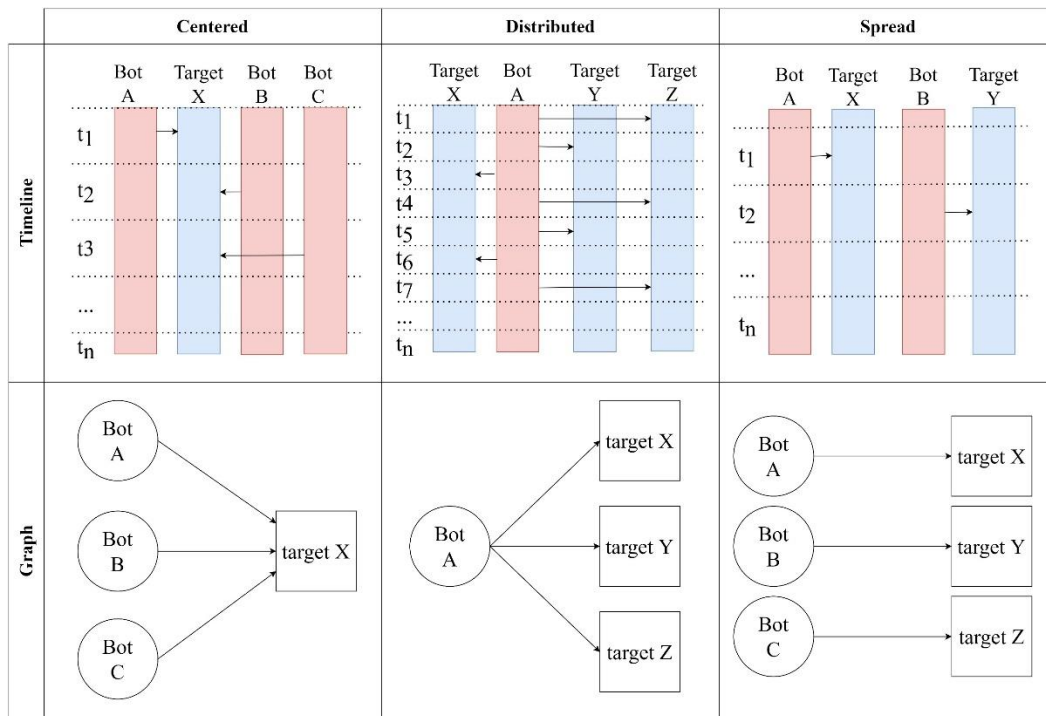 Centered
Distributed
Spread
Timeline
Bot
A
Target
X
Bot
B
Bot
C
t1
t2
t3
...
tn
Target
X
Bot
A
Target
Y
Target
Z
t1
t2
t3
t4
t5
t6
t7
...
tn
Bot
A
Target
X
Bot
B
Target
Y
t1
t2
...
tn
Graph
Bot
A
Bot
B
Bot
C
target X
Bot
A
target X
target Y
target Z
Bot
A
target X
Bot
B
target Y
Bot
C
target Z